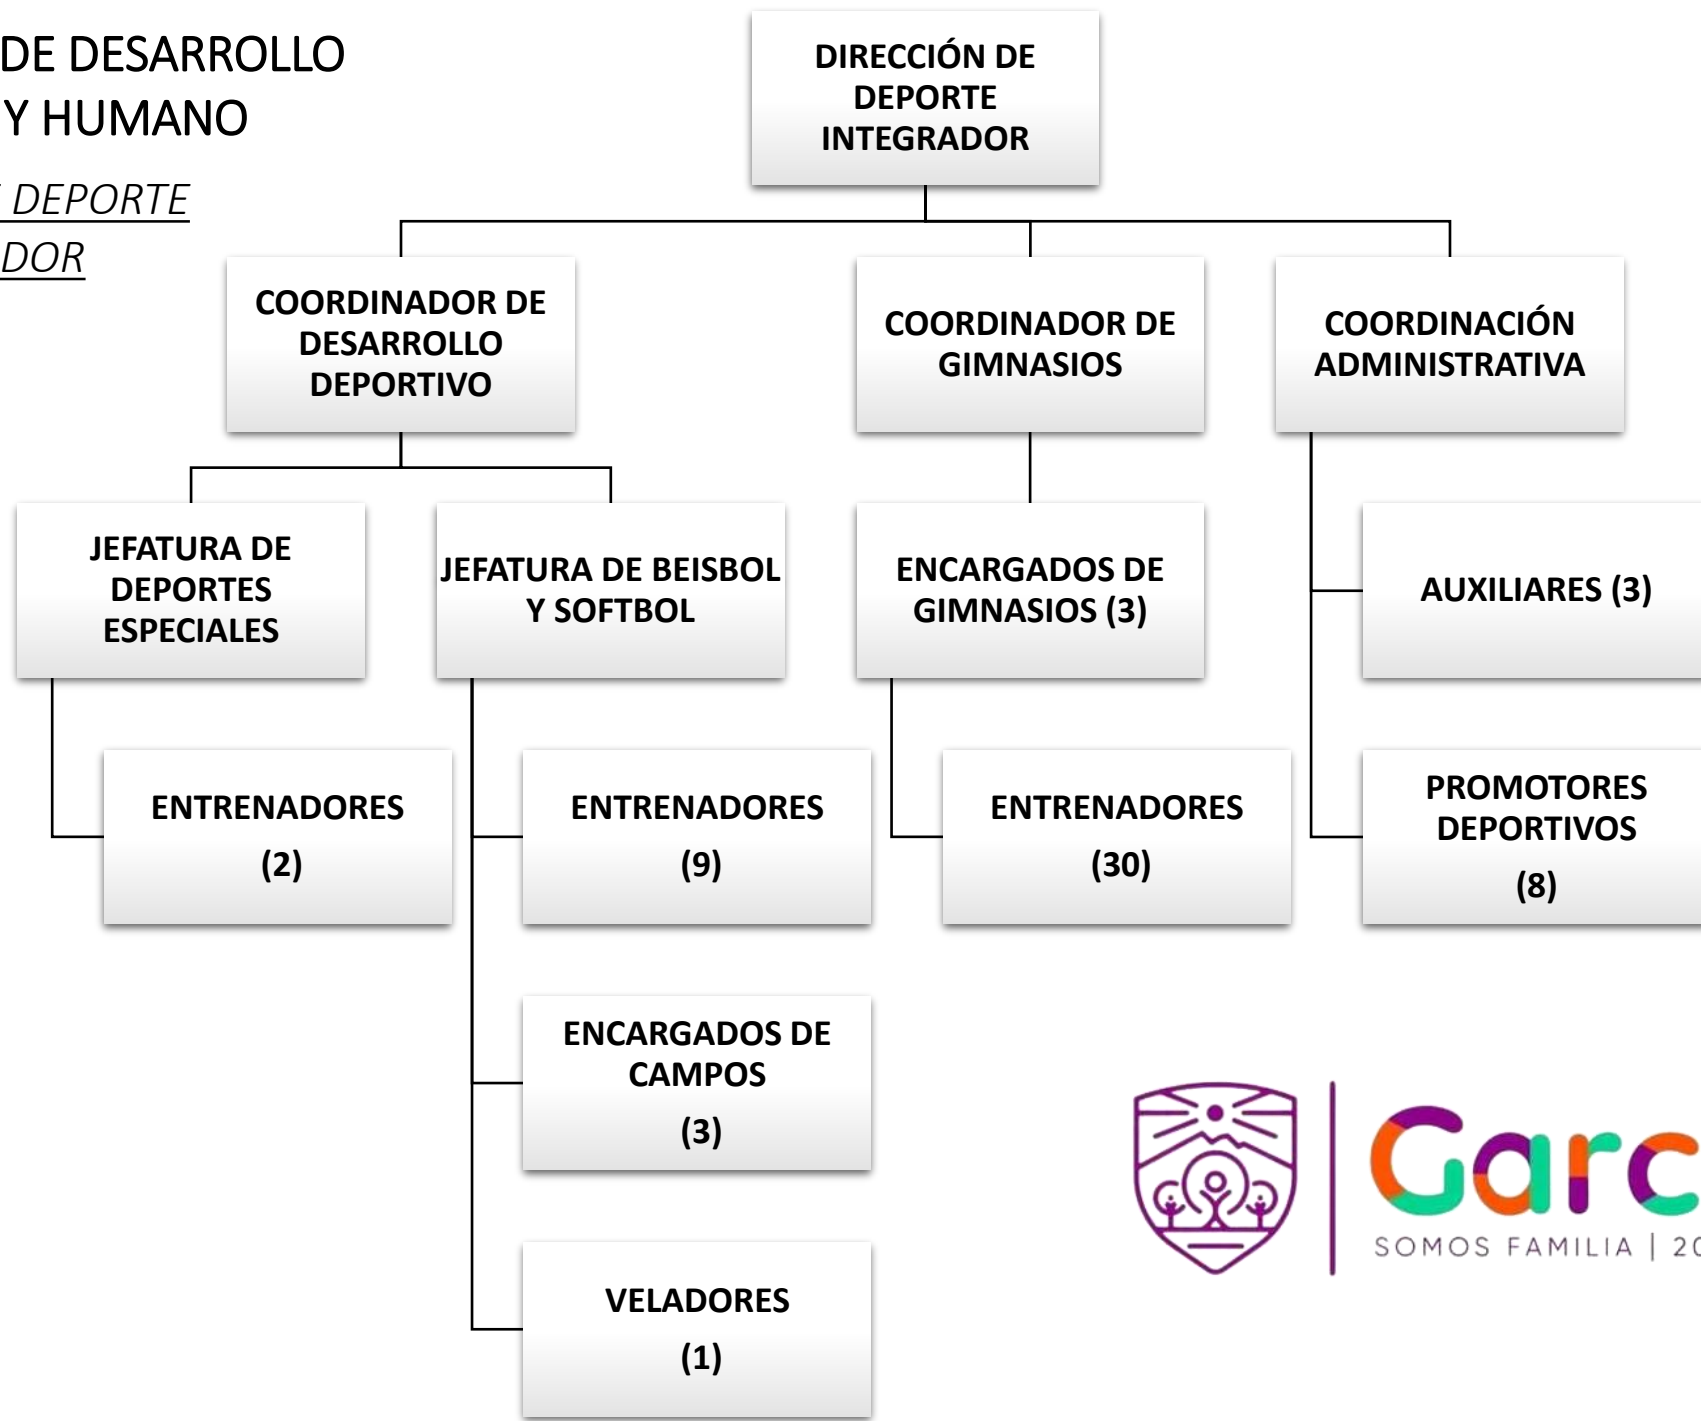 DE DESARROLLO
Y HUMANO
DEPORTE
DOR
DIRECCIÓN DE
DEPORTE
INTEGRADOR
COORDINADOR DE
DESARROLLO
DEPORTIVO
COORDINADOR DE
GIMNASIOS
COORDINACIÓN
ADMINISTRATIVA
JEFATURA DE
DEPORTES
ESPECIALES
JEFATURA DE BEISBOL
Y SOFTBOL
ENCARGADOS DE
GIMNASIOS (3)
AUXILIARES (3)
ENTRENADORES
(2)
ENTRENADORES
(9)
ENTRENADORES
(30)
PROMOTORES
DEPORTIVOS
(8)
ENCARGADOS DE
CAMPOS
(3)
VELADORES
(1)
Garc
SOMOS FAMILIA | 20